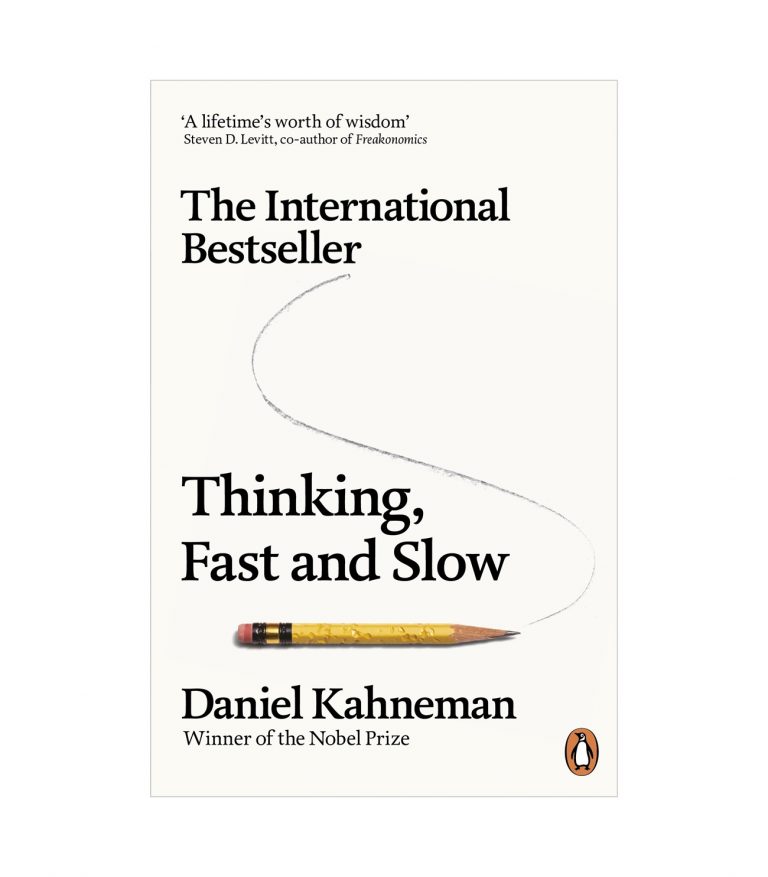 ‘A lifetime’s worth of wisdom’
Steven D. Levitt, co-author of Freakonomics
The International
Bestseller
Thinking,
Fast and Slow
Daniel Kahneman
Winner of the Nobel Prize